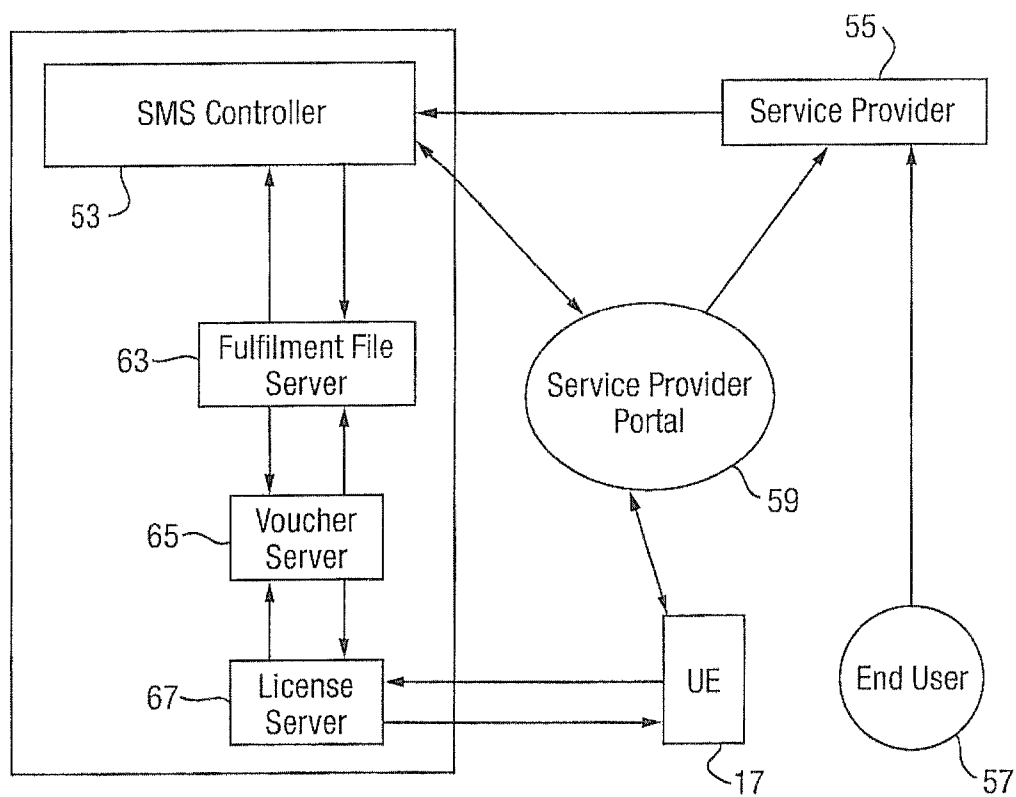 55
SMS Controller
Service Provider
53
63
Fulfilment File
Server
Service Provider
Portal
59
65
Voucher
Server
67
License
Server
UE
End User
17
57